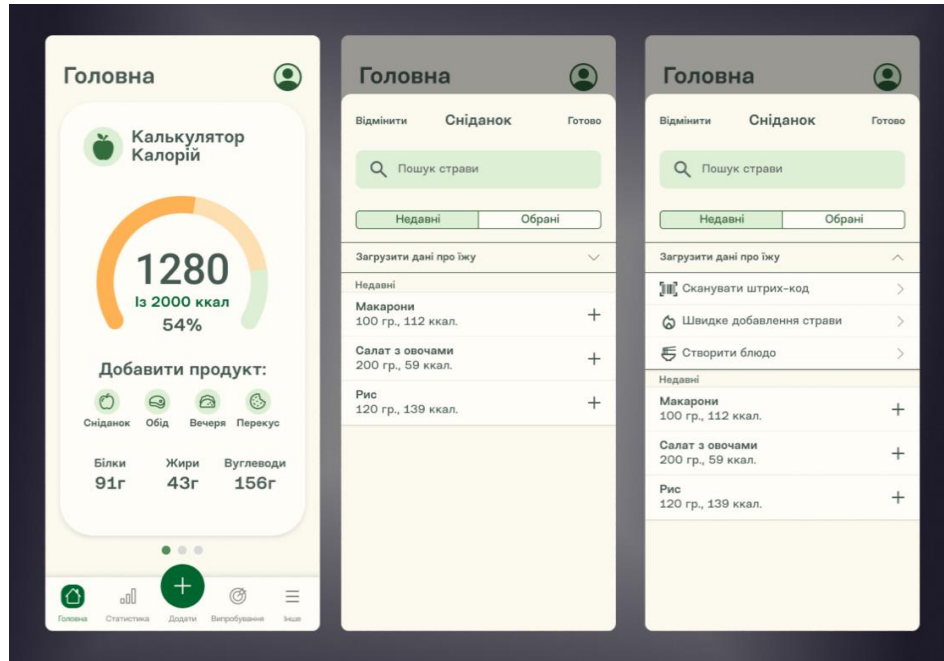 Головна
Калькулятор
Калорій
1280
Із 2000 ккал
54%
Добавити продукт:
Сніданок Обід Вечеря Перекус
Білки Жири Вуглеводи
91г 43г 156г
Головна Статистика Додати Випробування Інше
Головна
Відмінити Сніданок Готово
Пошук страви
Недавні Обрані
Загрузити дані про їжу
Недавні
Макарони
100 гр., 112 ккал.
Салат з овочами
200 гр., 59 ккал.
Рис
120 гр., 139 ккал.
Головна
Відмінити Сніданок Готово
Пошук страви
Недавні Обрані
Загрузити дані про їжу
Сканувати штрих-код
Швидке добавлення страви
Створити блюдо
Недавні
Макарони
100 гр., 112 ккал.
Салат з овочами
200 гр., 59 ккал.
Рис
120 гр., 139 ккал.